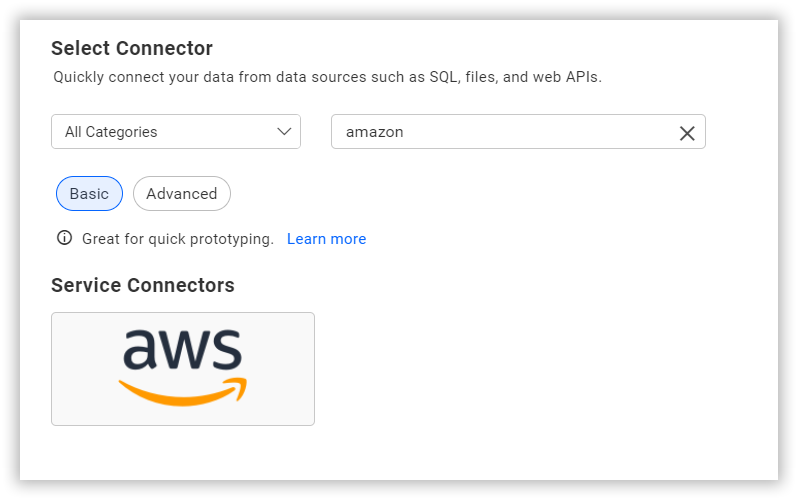 Select Connector
Quickly connect your data from data sources such as SQL, files, and web APIs.
All Categories
amazon
Basic
Advanced
Great for quick prototyping. Learn more
Service Connectors
aws